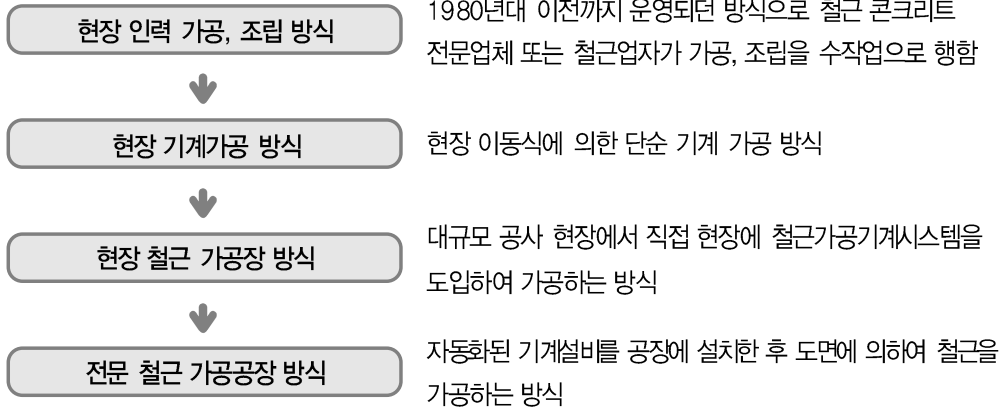 현장 인력 가공, 조립 방식
1980년대 이전까지 운영되던 방식으로 철근 콘크리트
전문업체 또는 철근업자가 가공, 조립을 수작업으로 행함
현장 기계가공 방식
현장 이동식에 의한 단순 기계 가공 방식
현장 철근 가공장 방식
대규모 공사 현장에서 직접 현장에 철근가공기계시스템을
도입하여 가공하는 방식
전문 철근 가공공장 방식
자동화된 기계설비를 공장에 설치한 후 도면에 의하여 철근을
가공하는 방식